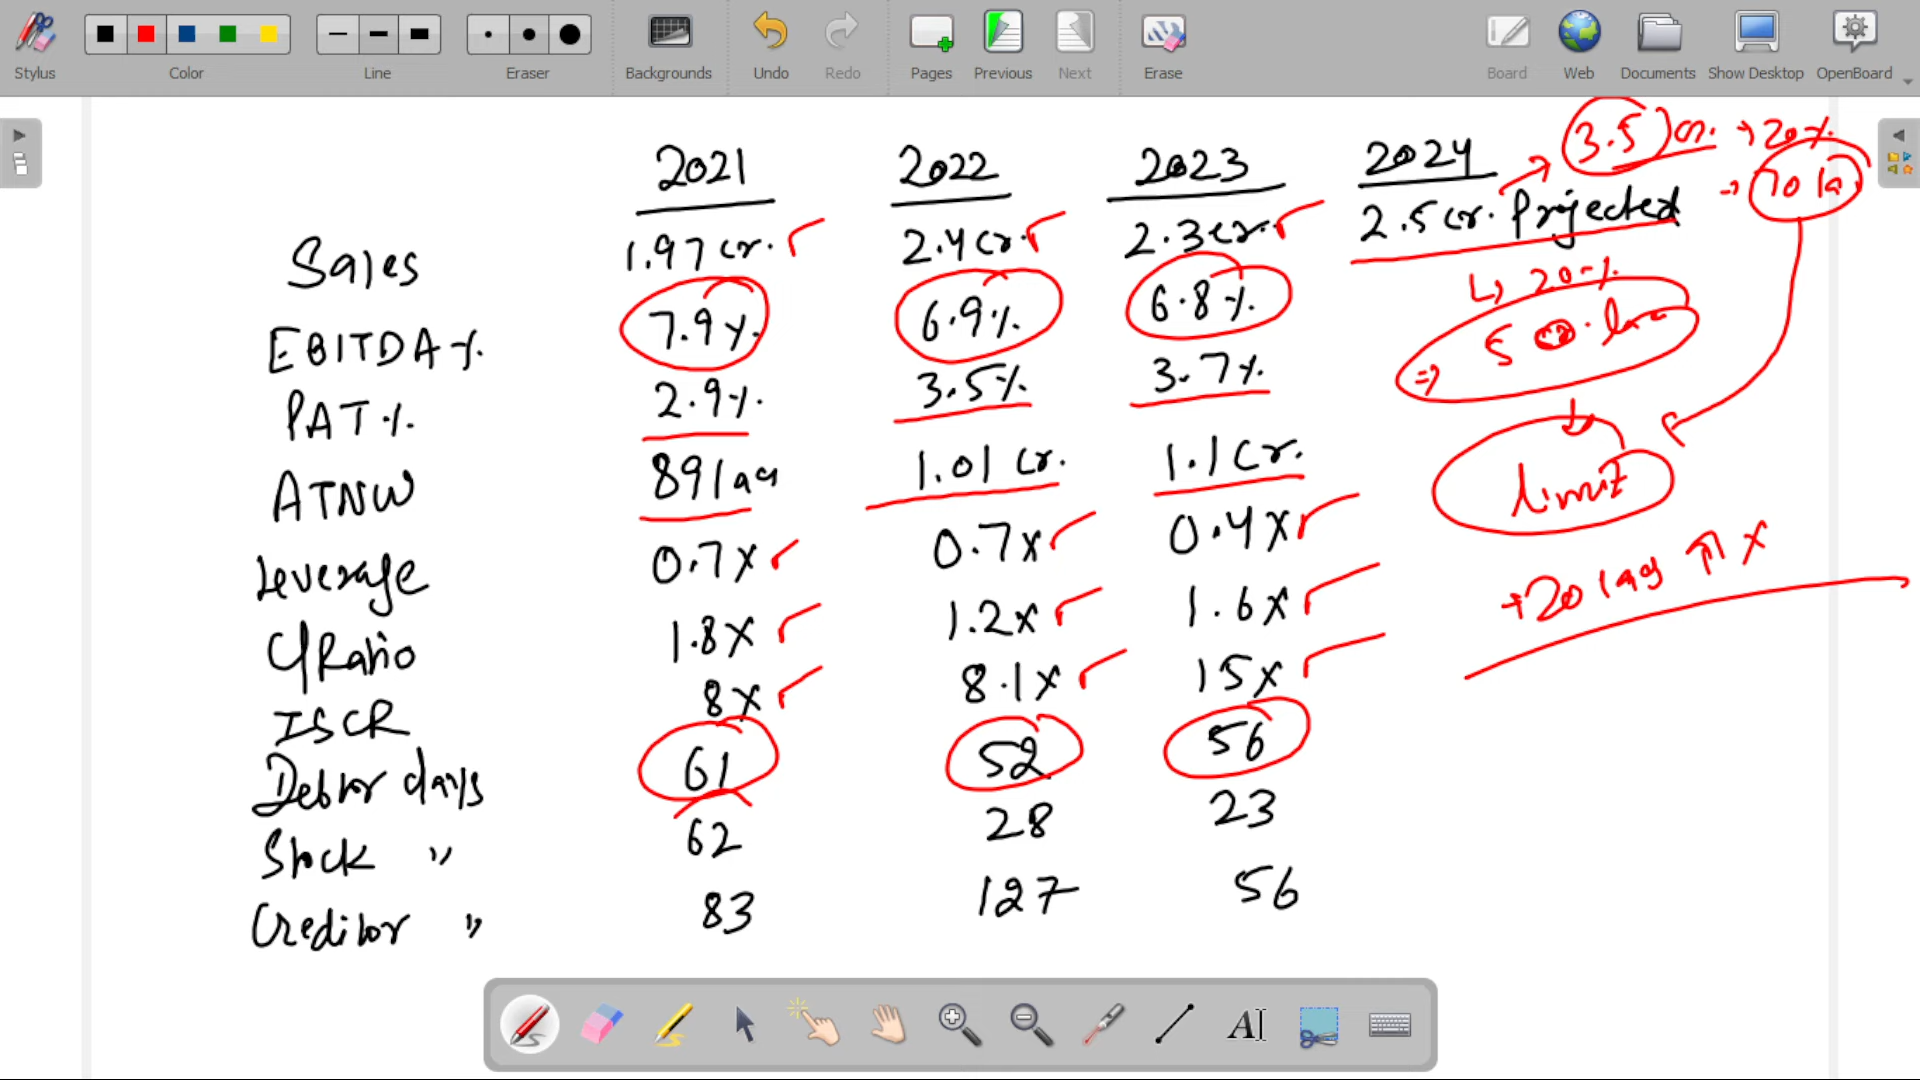 Stylus Color Line Eraser Backgrounds Undo Redo Pages Previous Next Erase Board Web Documents Show Desktop OpenBoard
3.5 cr. → 20%
2021 2022 2023 2024
→ 70 la
Sales 1.97 cr. 2.4 cr. 2.3 cr. 2.5 cr. Projected
↳ 20%
EBITDA % 7.9% 6.9% 6.8%
⇒ 50
PAT % 2.9% 3.5% 3.7%
ATNW 89 lacs 1.01 cr. 1.1 cr.
limit
Leverage 0.7x 0.7x 0.4x
+20 lacs
C/Ratio 1.8x 1.2x 1.6x
ISCR 8x 8.1x 15x
Debtor days 61 52 56
Stock " 62 28 23
Creditor " 83 127 56